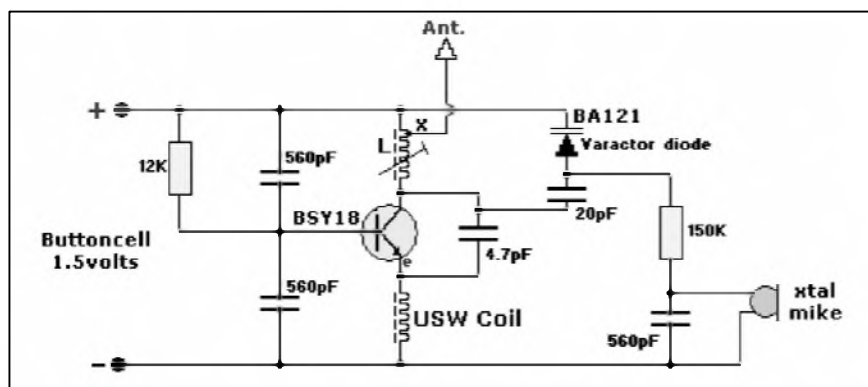 Ant.
+
X
BA121
L
Varactor diode
12K
560pF
BSY18
20pF
150K
Buttoncell
1.5volts
4.7pF
e
560pF
USW Coil
xtal
mike
560pF
-